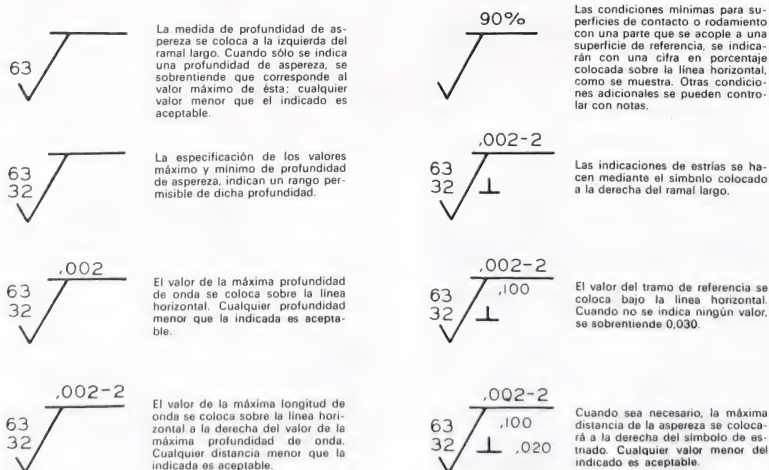 63
La medida de profundidad de as-
pereza se coloca a la izquierda del
ramal largo. Cuando sólo se indica
una profundidad de aspereza, se
sobrentiende que corresponde al
valor máximo de ésta; cualquier
valor menor que el indicado es
aceptable.
63
32
La especificación de los valores
máximo y mínimo de profundidad
de aspereza, indican un rango per-
misible de dicha profundidad.
,002
63
32
El valor de la máxima profundidad
de onda se coloca sobre la línea
horizontal. Cualquier profundidad
menor que la indicada es acepta-
ble.
,002-2
63
32
El valor de la máxima longitud de
onda se coloca sobre la línea hori-
zontal a la derecha del valor de la
máxima profundidad de onda.
Cualquier distancia menor que la
indicada es aceptable.
90%
Las condiciones mínimas para su-
perficies de contacto o rodamiento
con una parte que se acople a una
superficie de referencia, se indica-
rán con una cifra en porcentaje
colocada sobre la línea horizontal,
como se muestra. Otras condicio-
nes adicionales se pueden contro-
lar con notas.
,002-2
63
32
⊥
Las indicaciones de estrías se ha-
cen mediante el símbolo colocado
a la derecha del ramal largo.
,002-2
63
,100
32
⊥
El valor del tramo de referencia se
coloca bajo la línea horizontal.
Cuando no se indica ningún valor,
se sobrentiende 0,030.
,002-2
63
,100
32
⊥ ,020
Cuando sea necesario, la máxima
distancia de la aspereza se coloca-
rá a la derecha del símbolo de es-
triado. Cualquier valor menor del
indicado es aceptable.